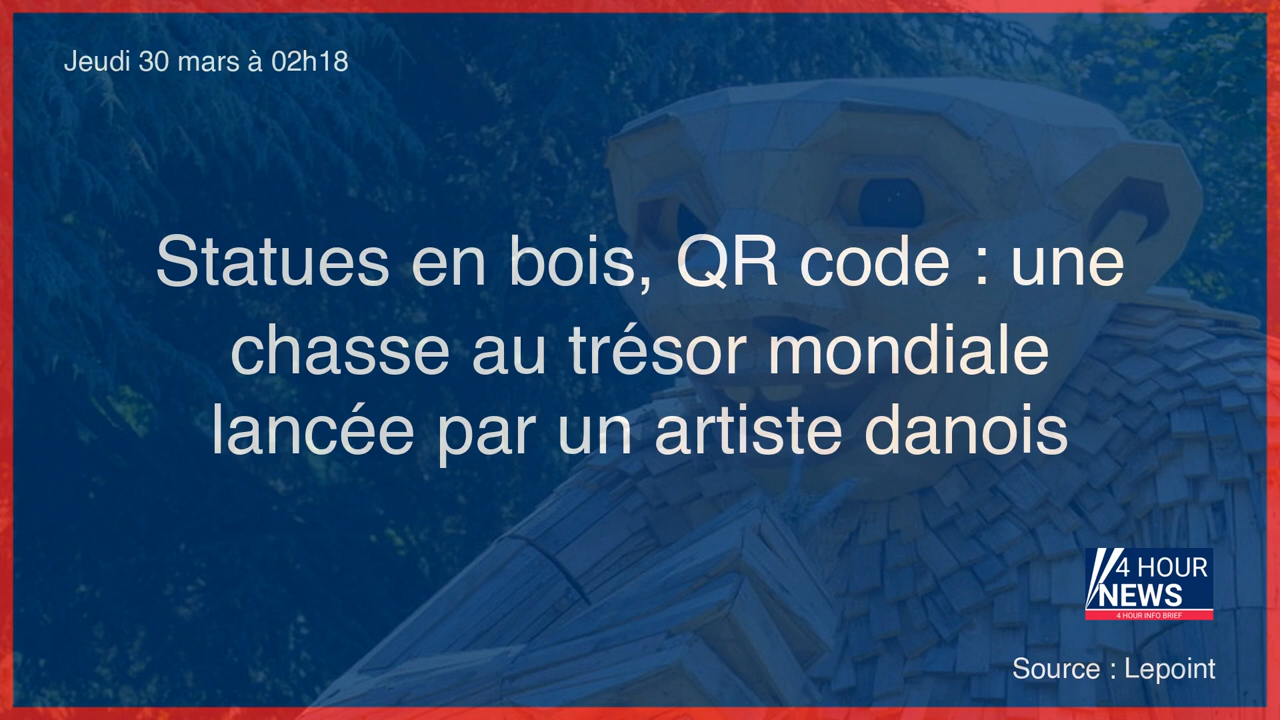 Jeudi 30 mars à 02h18
Statues en bois, QR code : une
chasse au trésor mondiale
lancée par un artiste danois
4 HOUR
NEWS
4 HOUR INFO BRIEF
Source : Lepoint